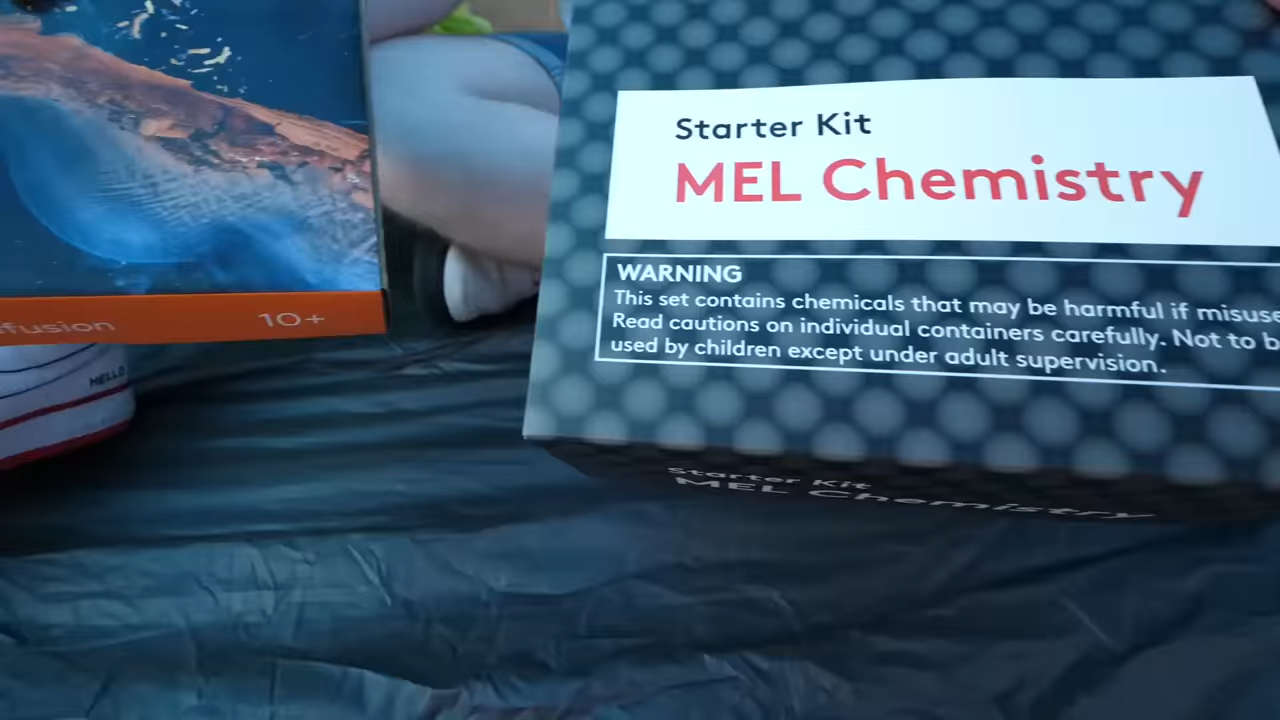 Starter Kit
MEL Chemistry
WARNING
This set contains chemicals that may be harmful if
Read cautions on individual containers carefully. Not to
used by children except under adult supervision.
10+
HELLO
Starter Kit
MEL Chemistry